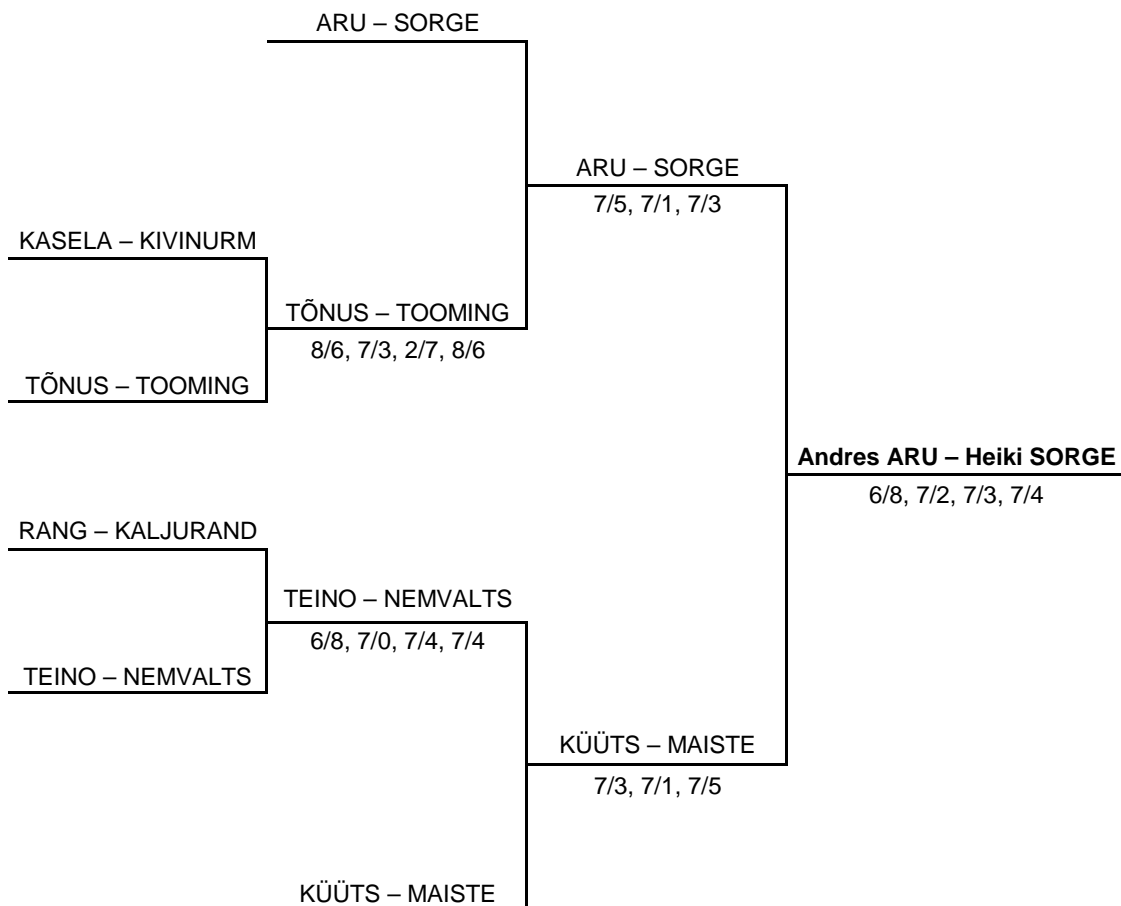 ARU – SORGE
ARU – SORGE
7/5, 7/1, 7/3
KASELA – KIVINURM
TÕNUS – TOOMING
8/6, 7/3, 2/7, 8/6
TÕNUS – TOOMING
Andres ARU – Heiki SORGE
6/8, 7/2, 7/3, 7/4
RANG – KALJURAND
TEINO – NEMVALTS
6/8, 7/0, 7/4, 7/4
TEINO – NEMVALTS
KÜÜTS – MAISTE
7/3, 7/1, 7/5
KÜÜTS – MAISTE